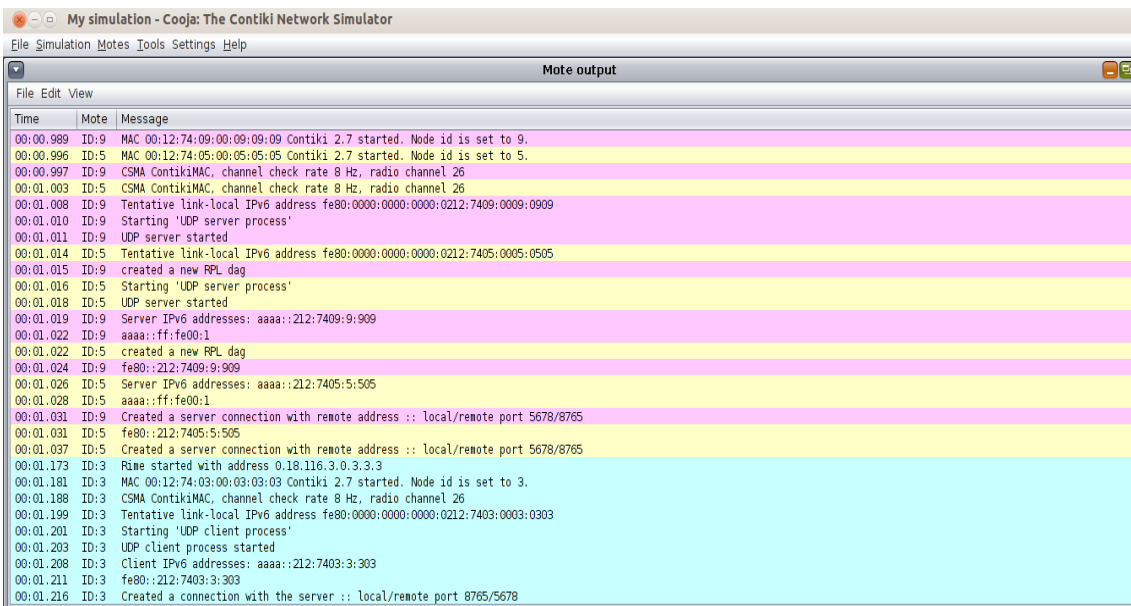 My simulation - Cooja: The Contiki Network Simulator
File Simulation Motes Tools Settings Help
Mote output
File Edit View
Time Mote Message
00:00.989 ID:9 MAC 00:12:74:09:00:09:09:09 Contiki 2.7 started. Node id is set to 9.
00:00.996 ID:5 MAC 00:12:74:05:00:05:05:05 Contiki 2.7 started. Node id is set to 5.
00:00.997 ID:9 CSMA ContikiMAC, channel check rate 8 Hz, radio channel 26
00:01.003 ID:5 CSMA ContikiMAC, channel check rate 8 Hz, radio channel 26
00:01.008 ID:9 Tentative link-local IPv6 address fe80:0000:0000:0000:0212:7409:0009:0909
00:01.010 ID:9 Starting 'UDP server process'
00:01.011 ID:9 UDP server started
00:01.014 ID:5 Tentative link-local IPv6 address fe80:0000:0000:0000:0212:7405:0005:0505
00:01.015 ID:9 created a new RPL dag
00:01.016 ID:5 Starting 'UDP server process'
00:01.018 ID:5 UDP server started
00:01.019 ID:9 Server IPv6 addresses: aaaa::212:7409:9:909
00:01.022 ID:9 aaaa::ff:fe00:1
00:01.022 ID:5 created a new RPL dag
00:01.024 ID:9 fe80::212:7409:9:909
00:01.026 ID:5 Server IPv6 addresses: aaaa::212:7405:5:505
00:01.028 ID:5 aaaa::ff:fe00:1
00:01.031 ID:9 Created a server connection with remote address :: local/remote port 5678/8765
00:01.031 ID:5 fe80::212:7405:5:505
00:01.037 ID:5 Created a server connection with remote address :: local/remote port 5678/8765
00:01.173 ID:3 Rime started with address 0.18.116.3.0.3.3.3
00:01.181 ID:3 MAC 00:12:74:03:00:03:03:03 Contiki 2.7 started. Node id is set to 3.
00:01.188 ID:3 CSMA ContikiMAC, channel check rate 8 Hz, radio channel 26
00:01.199 ID:3 Tentative link-local IPv6 address fe80:0000:0000:0000:0212:7403:0003:0303
00:01.201 ID:3 Starting 'UDP client process'
00:01.203 ID:3 UDP client process started
00:01.208 ID:3 Client IPv6 addresses: aaaa::212:7403:3:303
00:01.211 ID:3 fe80::212:7403:3:303
00:01.216 ID:3 Created a connection with the server :: local/remote port 8765/5678